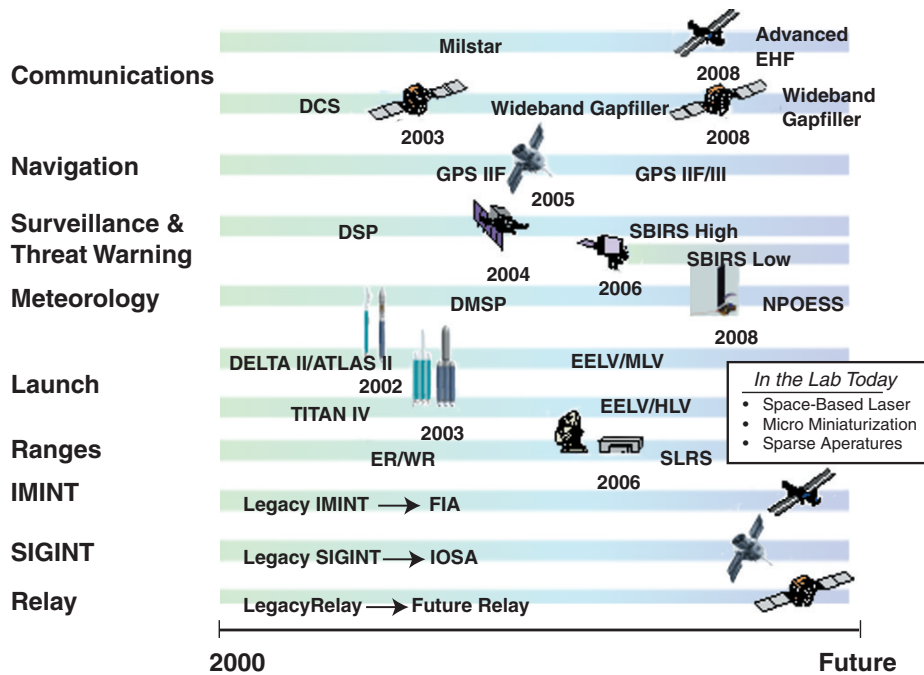 Communications
Milstar
2008
Advanced
EHF
DCS
2003
Wideband Gapfiller
2008
Wideband
Gapfiller
Navigation
GPS IIF
2005
GPS IIF/III
Surveillance &
Threat Warning
DSP
2004
SBIRS High
2006
SBIRS Low
Meteorology
DMSP
2008
NPOESS
Launch
DELTA II/ATLAS II
2002
EELV/MLV
TITAN IV
2003
EELV/HLV
In the Lab Today
• Space-Based Laser
• Micro Miniaturization
• Sparse Aperatures
Ranges
ER/WR
2006
SLRS
IMINT
Legacy IMINT → FIA
SIGINT
Legacy SIGINT → IOSA
Relay
LegacyRelay → Future Relay
2000
Future